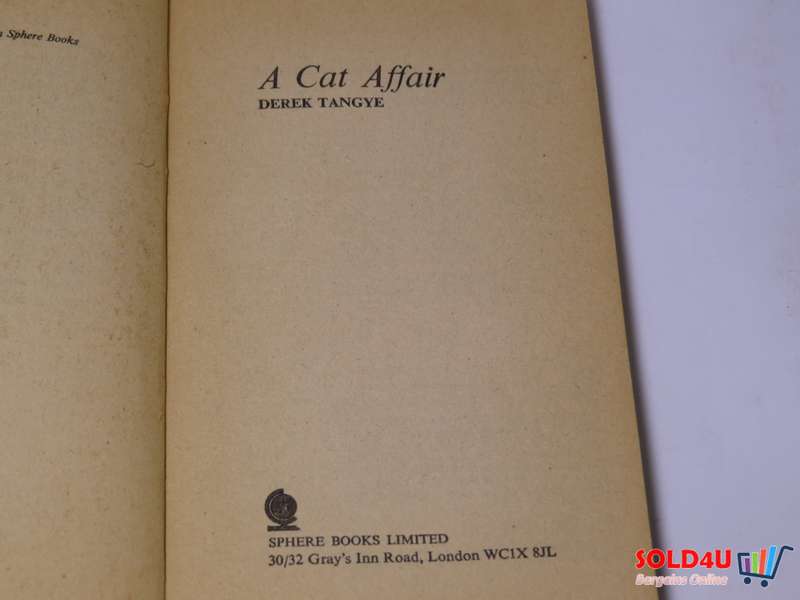 Sphere Books
A Cat Affair
DEREK TANGYE
SPHERE BOOKS LIMITED
30/32 Gray's Inn Road, London WC1X 8JL
SOLD4U
Bargains Online